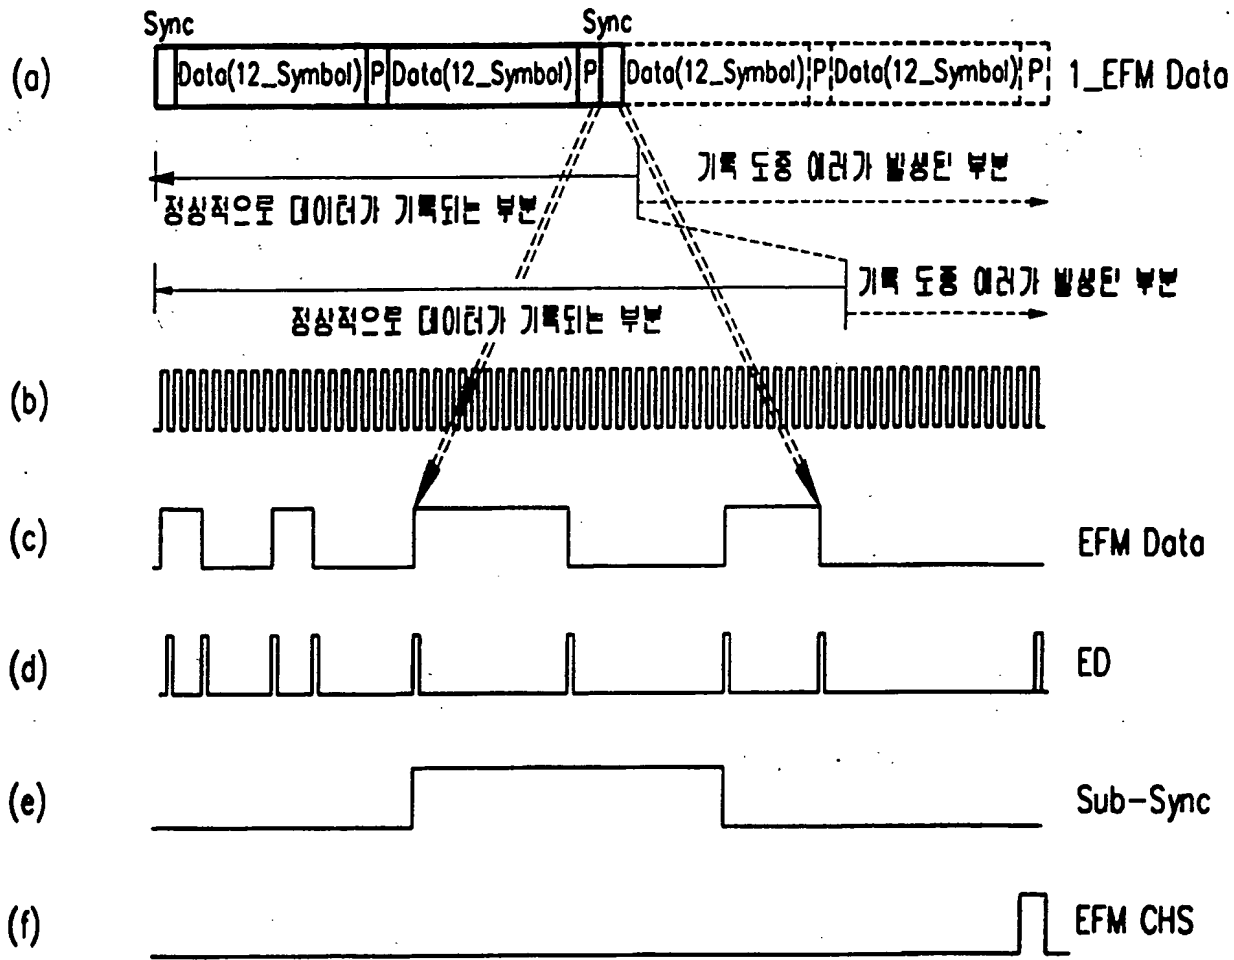 Sync Sync
(a) Data(12_Symbol) P Data(12_Symbol) P Data(12_Symbol) P Data(12_Symbol) P 1_EFM Data
기록 도중 에러가 발생된 부분
정상적으로 데이터가 기록되는 부분
기록 도중 에러가 발생된 부분
정상적으로 데이터가 기록되는 부분
(b)
(c) EFM Data
(d) ED
(e) Sub-Sync
(f) EFM CHS